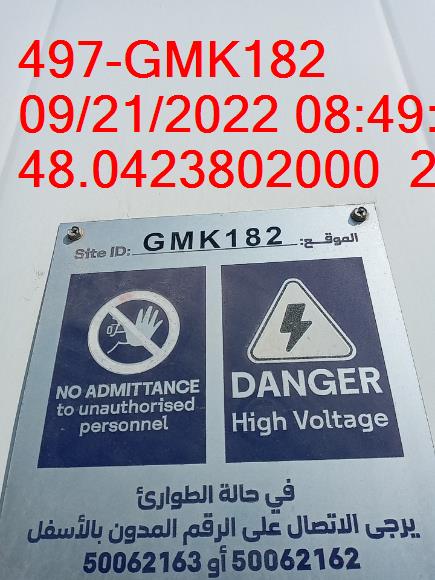 497-GMK182
09/21/2022 08:49:
48.0423802000 2
Site ID: GMK182 الموقع:
NO ADMITTANCE
to unauthorised
personnel
DANGER
High Voltage
في حالة الطوارئ
يرجى الاتصال على الرقم المدون بالأسفل
50062162 أو 50062163